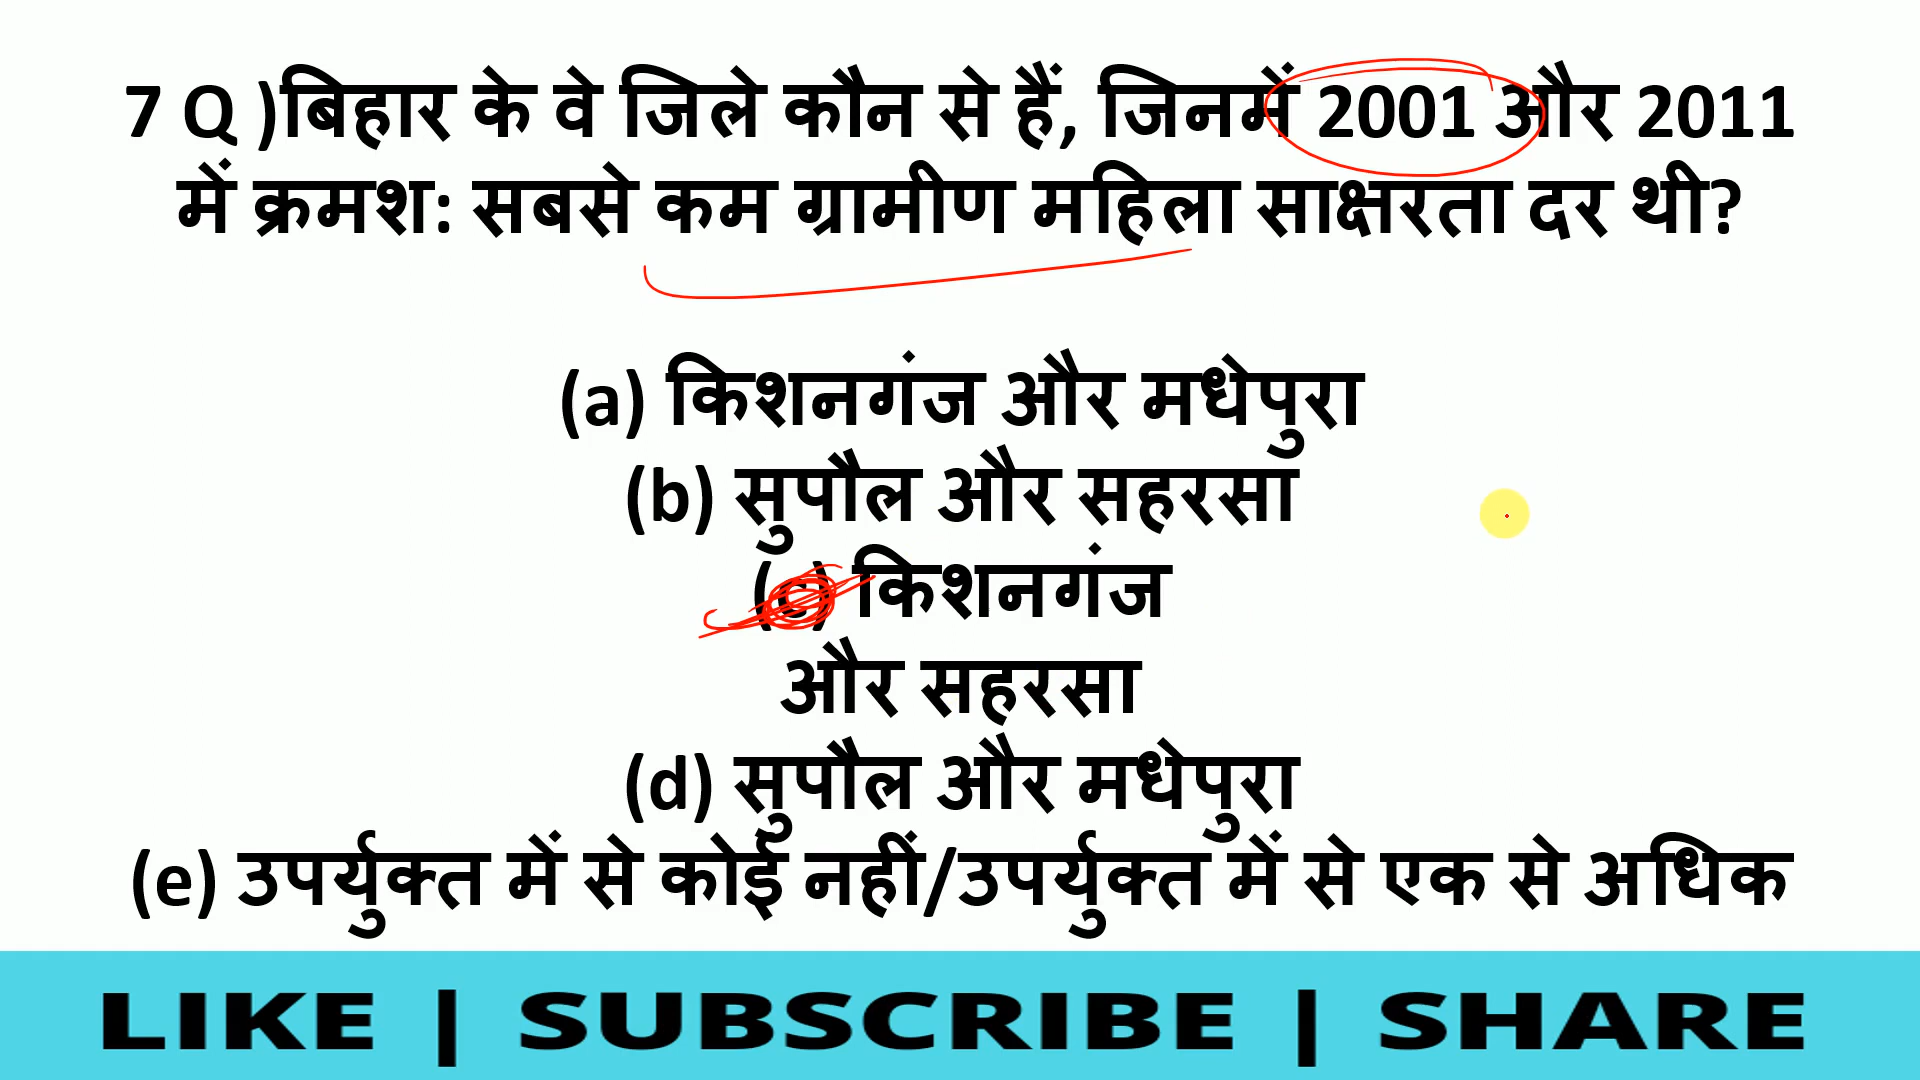 7 Q )बिहार के वे जिले कौन से हैं, जिनमें 2001 और 2011
में क्रमश: सबसे कम ग्रामीण महिला साक्षरता दर थी?
(a) किशनगंज और मधेपुरा
(b) सुपौल और सहरसा
(c) किशनगंज
और सहरसा
(d) सुपौल और मधेपुरा
(e) उपर्युक्त में से कोई नहीं/उपर्युक्त में से एक से अधिक
LIKE | SUBSCRIBE | SHARE